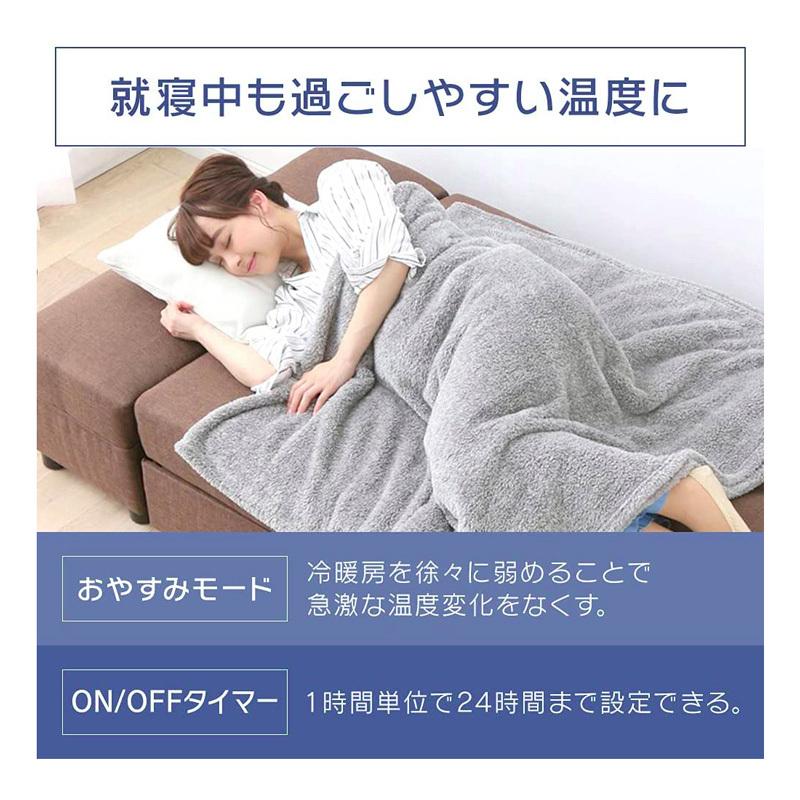 就寝中も過ごしやすい温度に
おやすみモード
冷暖房を徐々に弱めることで
急激な温度変化をなくす。
ON/OFFタイマー
1時間単位で24時間まで設定できる。